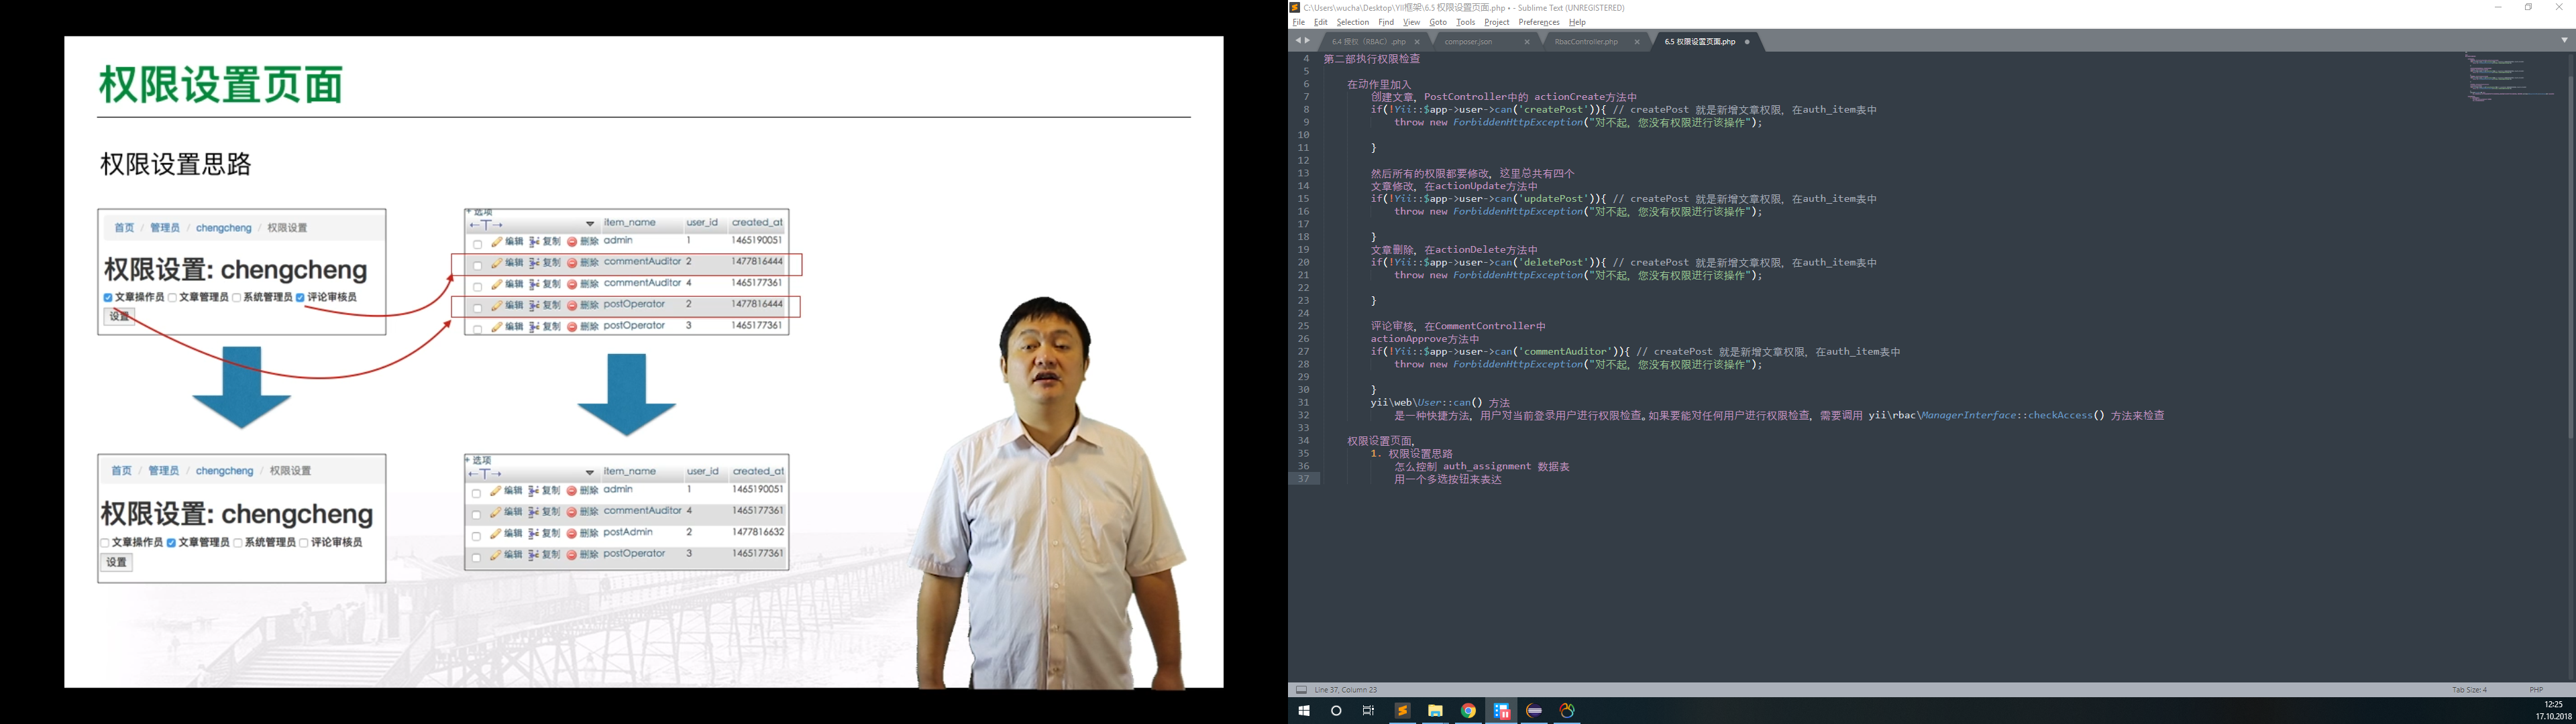 权限设置页面
权限设置思路
首页 / 管理员 / chengcheng / 权限设置
权限设置: chengcheng
文章操作员 文章管理员 系统管理员 评论审核员
设置
+ 选项
←T→ item_name user_id created_at
编辑 复制 删除 admin 1 1465190051
编辑 复制 删除 commentAuditor 2 1477816444
编辑 复制 删除 commentAuditor 4 1465177361
编辑 复制 删除 postOperator 2 1477816444
编辑 复制 删除 postOperator 3 1465177361
首页 / 管理员 / chengcheng / 权限设置
权限设置: chengcheng
文章操作员 文章管理员 系统管理员 评论审核员
设置
+ 选项
←T→ item_name user_id created_at
编辑 复制 删除 admin 1 1465190051
编辑 复制 删除 commentAuditor 4 1465177361
编辑 复制 删除 postAdmin 2 1477816632
编辑 复制 删除 postOperator 3 1465177361
C:\Users\wucha\Desktop\YII框架\6.5 权限设置页面.php • - Sublime Text (UNREGISTERED)
File Edit Selection Find View Goto Tools Project Preferences Help
6.4 授权（RBAC）.php composer.json RbacController.php 6.5 权限设置页面.php
4 第二部执行权限检查
5
6 在动作里加入
7 创建文章, PostController中的 actionCreate方法中
8 if(!Yii::$app->user->can('createPost')){ // createPost 就是新增文章权限, 在auth_item表中
9 throw new ForbiddenHttpException("对不起, 您没有权限进行该操作");
10
11 }
12
13 然后所有的权限都要修改, 这里总共有四个
14 文章修改, 在actionUpdate方法中
15 if(!Yii::$app->user->can('updatePost')){ // createPost 就是新增文章权限, 在auth_item表中
16 throw new ForbiddenHttpException("对不起, 您没有权限进行该操作");
17
18 }
19 文章删除, 在actionDelete方法中
20 if(!Yii::$app->user->can('deletePost')){ // createPost 就是新增文章权限, 在auth_item表中
21 throw new ForbiddenHttpException("对不起, 您没有权限进行该操作");
22
23 }
24
25 评论审核, 在CommentController中
26 actionApprove方法中
27 if(!Yii::$app->user->can('commentAuditor')){ // createPost 就是新增文章权限, 在auth_item表中
28 throw new ForbiddenHttpException("对不起, 您没有权限进行该操作");
29
30 }
31 yii\web\User::can() 方法
32 是一种快捷方法, 用户对当前登录用户进行权限检查。如果要能对任何用户进行权限检查, 需要调用 yii\rbac\ManagerInterface::checkAccess() 方法来检查
33
34 权限设置页面,
35 1. 权限设置思路
36 怎么控制 auth_assignment 数据表
37 用一个多选按钮来表达
Line 37, Column 23 Tab Size: 4 PHP
12:25
17.10.2018